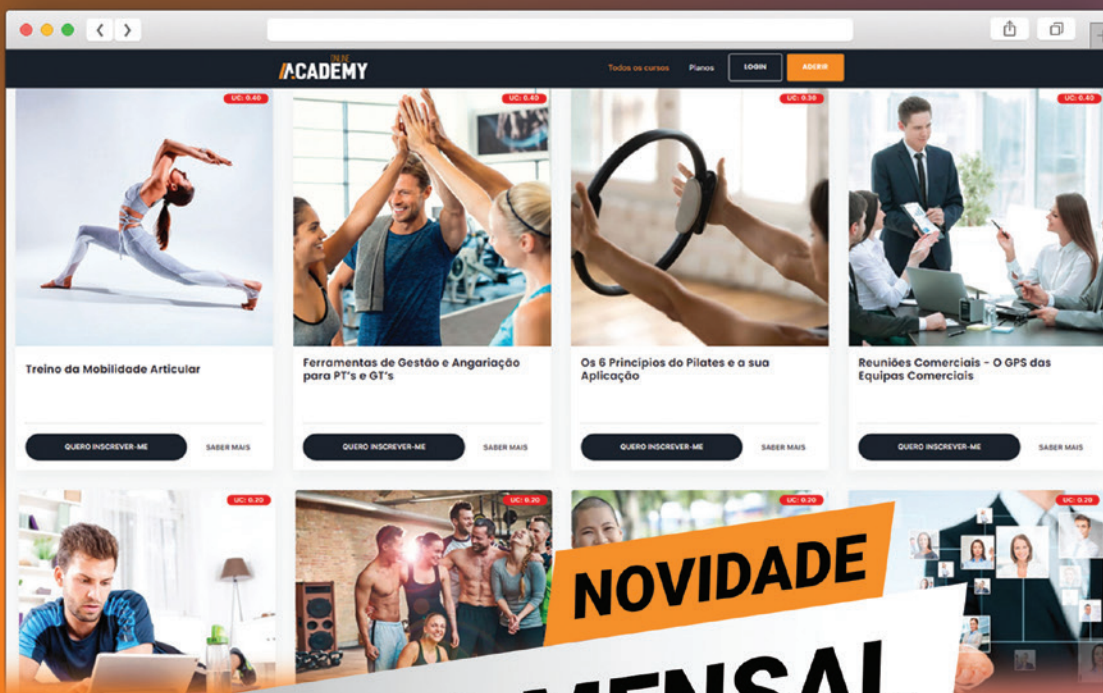 ONLINE
ACADEMY
Todos os cursos Planos LOGIN ADERIR
UC: 0.40 UC: 0.40 UC: 0.30 UC: 0.40
Treino da Mobilidade Articular
Ferramentas de Gestão e Angariação
para PT's e GT's
Os 6 Princípios do Pilates e a sua
Aplicação
Reuniões Comerciais - O GPS das
Equipas Comerciais
QUERO INSCREVER-ME SABER MAIS QUERO INSCREVER-ME SABER MAIS QUERO INSCREVER-ME SABER MAIS QUERO INSCREVER-ME SABER MAIS
UC: 0.20 UC: 0.20 UC: 0.20 UC: 0.20
NOVIDADE
MENSAL